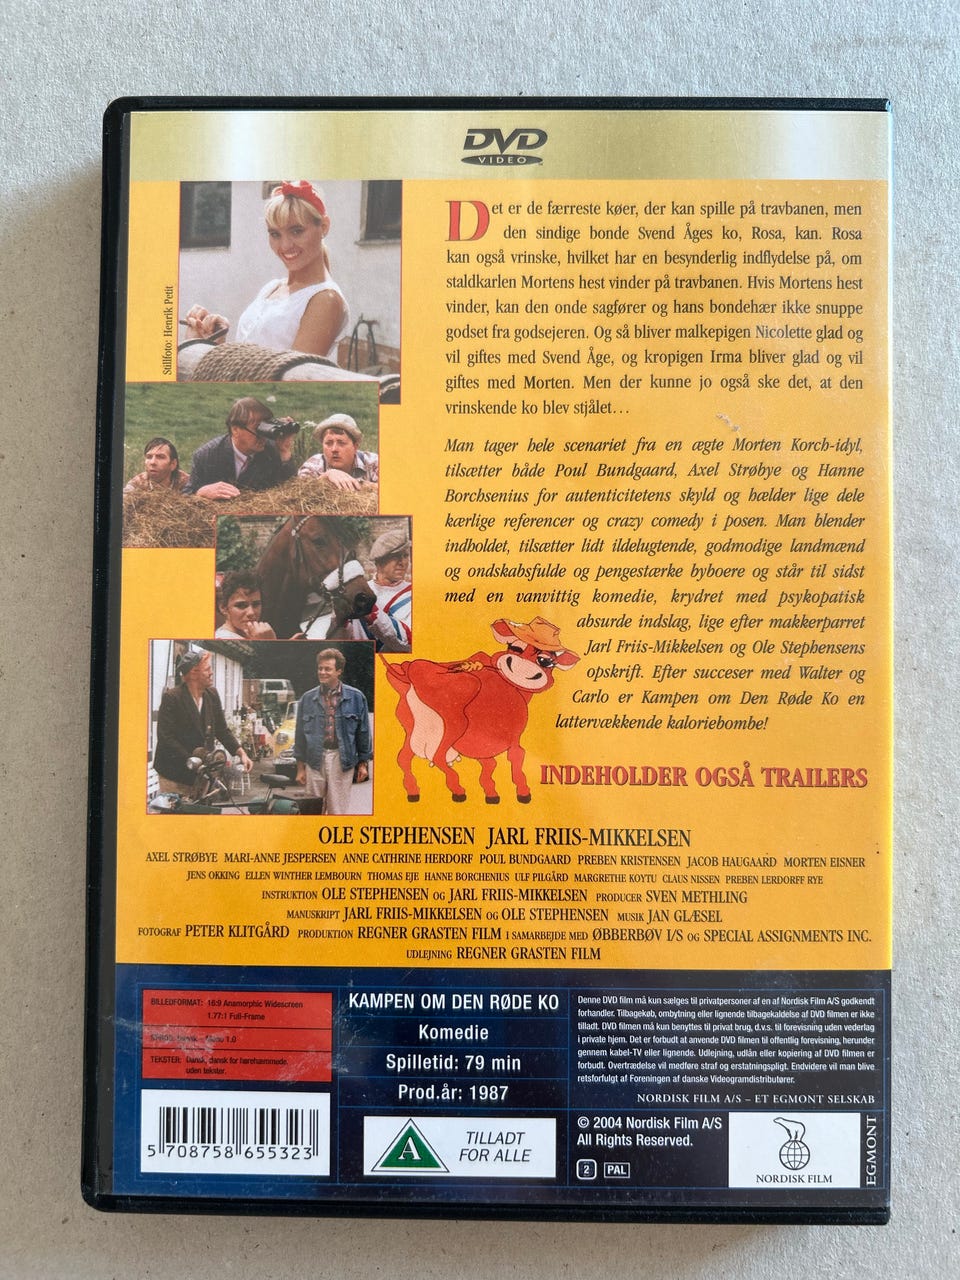 DVD
VIDEO
Stillfoto: Henrik Petit
Det er de færreste køer, der kan spille på travbanen, men
den sindige bonde Svend Åges ko, Rosa, kan. Rosa
kan også vrinske, hvilket har en besynderlig indflydelse på, om
staldkarlen Mortens hest vinder på travbanen. Hvis Mortens hest
vinder, kan den onde sagfører og hans bondehær ikke snuppe
godset fra godsejeren. Og så bliver malkepigen Nicolette glad og
vil giftes med Svend Åge, og kropigen Irma bliver glad og vil
giftes med Morten. Men der kunne jo også ske det, at den
vrinskende ko blev stjålet...
Man tager hele scenariet fra en ægte Morten Korch-idyl,
tilsætter både Poul Bundgaard, Axel Strøbye og Hanne
Borchsenius for autenticitetens skyld og hælder lige dele
kærlige referencer og crazy comedy i posen. Man blender
indholdet, tilsætter lidt ildelugtende, godmodige landmænd
og ondskabsfulde og pengestærke byboere og står til sidst
med en vanvittig komedie, krydret med psykopatisk
absurde indslag, lige efter makkerparret
Jarl Friis-Mikkelsen og Ole Stephensens
opskrift. Efter succeser med Walter og
Carlo er Kampen om Den Røde Ko en
lattervækkende kaloriebombe!
INDEHOLDER OGSÅ TRAILERS
OLE STEPHENSEN JARL FRIIS-MIKKELSEN
AXEL STRØBYE MARI-ANNE JESPERSEN ANNE CATHRINE HERDORF POUL BUNDGAARD PREBEN KRISTENSEN JACOB HAUGAARD MORTEN EISNER
JENS OKKING ELLEN WINTHER LEMBOURN THOMAS EJE HANNE BORCHENIUS ULF PILGÅRD MARGRETHE KOYTU CLAUS NISSEN PREBEN LERDORFF RYE
INSTRUKTION OLE STEPHENSEN OG JARL FRIIS-MIKKELSEN PRODUCER SVEN METHLING
MANUSKRIPT JARL FRIIS-MIKKELSEN OG OLE STEPHENSEN MUSIK JAN GLÆSEL
FOTOGRAF PETER KLITGÅRD PRODUKTION REGNER GRASTEN FILM I SAMARBEJDE MED ØBBERBØV I/S OG SPECIAL ASSIGNMENTS INC.
UDLEJNING REGNER GRASTEN FILM
BILLEDFORMAT: 16:9 Anamorphic Widescreen
1.77:1 Full-Frame
Mono 1.0
TEKSTER: Dansk, dansk for hørehæmmede,
uden tekster.
5 708758 655323
KAMPEN OM DEN RØDE KO
Komedie
Spilletid: 79 min
Prod.år: 1987
A
TILLADT
FOR ALLE
Denne DVD film må kun sælges til privatpersoner af en af Nordisk Film A/S godkendt
forhandler. Tilbagekøb, ombytning eller lignende tilbagekaldelse af DVD filmen er ikke
tilladt. DVD filmen må kun benyttes til privat brug, d.v.s. til forevisning uden vederlag
i private hjem. Det er forbudt at anvende DVD filmen til offentlig forevisning, herunder
gennem kabel-TV eller lignende. Udlejning, udlån eller kopiering af DVD filmen er
forbudt. Overtrædelse vil medføre straf og erstatningspligt. Endvidere vil man blive
retsforfulgt af Foreningen af danske Videogramdistributører.
NORDISK FILM A/S – ET EGMONT SELSKAB
© 2004 Nordisk Film A/S
All Rights Reserved.
2 PAL
NORDISK FILM
EGMONT